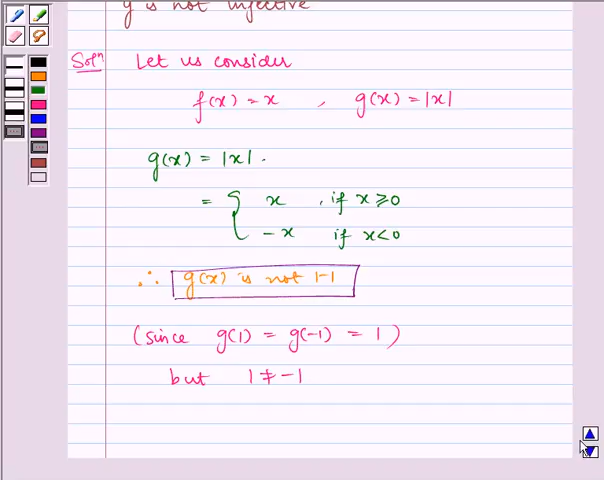 g is not injective
Solⁿ Let us consider
f(x) = x , g(x) = |x|
g(x) = |x| .
= { x , if x ≥ 0
- x if x < 0
∴ g(x) is not 1-1
(since g(1) = g(-1) = 1)
but 1 ≠ -1